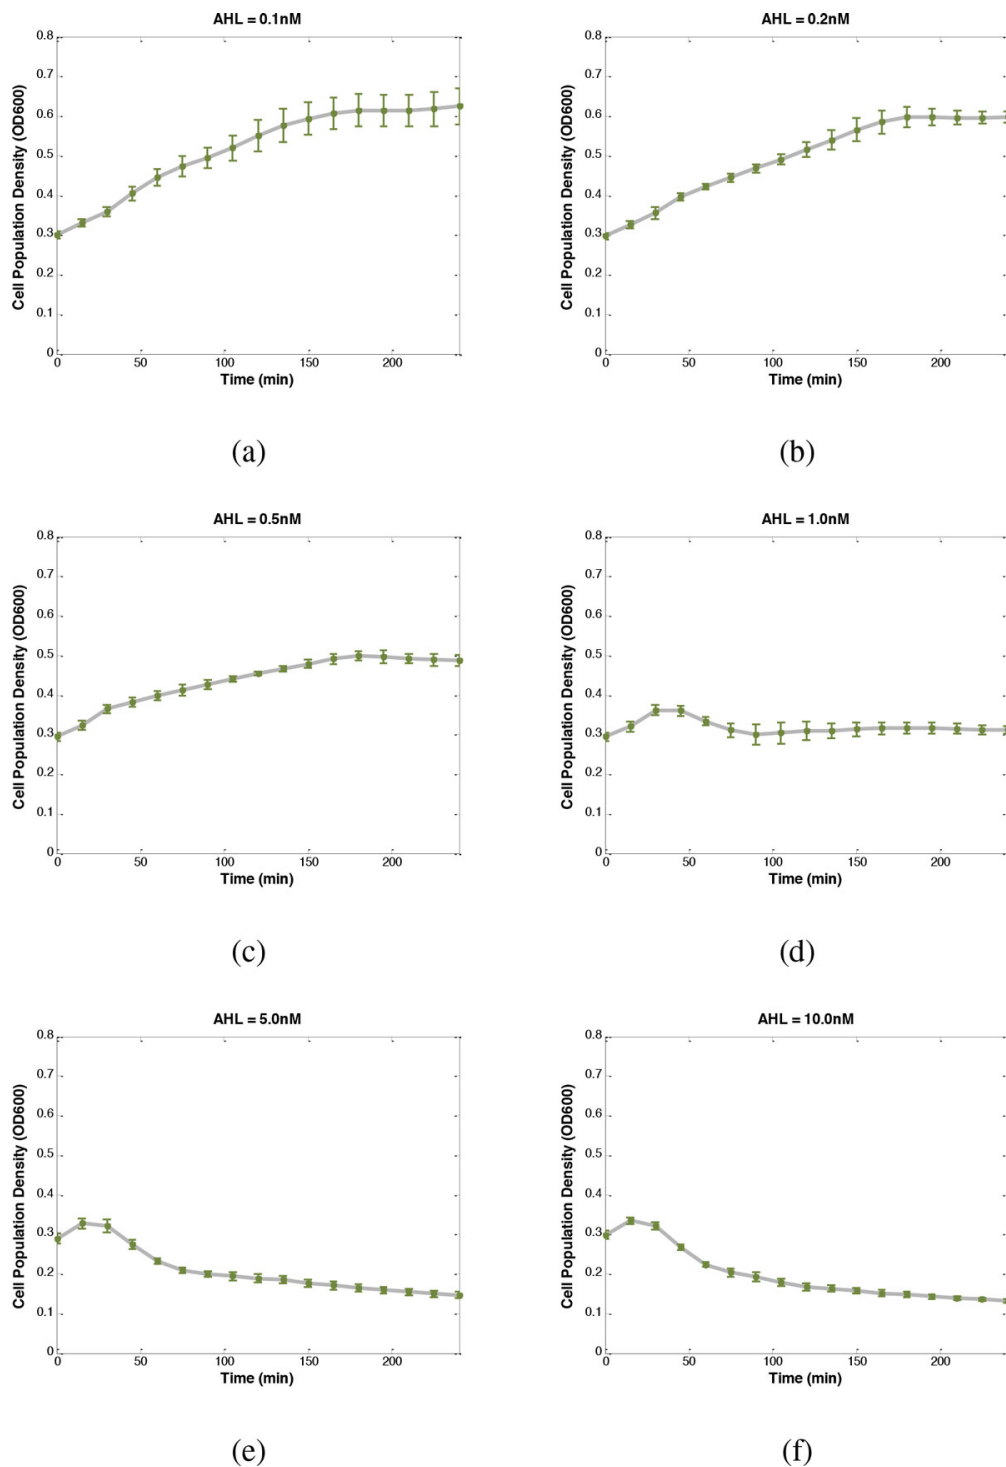 AHL = 0.1nM
0.8
0.7
0.6
0.5
0.4
0.3
0.2
0.1
0
Cell Population Density (OD600)
0 50 100 150 200
Time (min)
(a)
AHL = 0.2nM
0.8
0.7
0.6
0.5
0.4
0.3
0.2
0.1
0
Cell Population Density (OD600)
0 50 100 150 200
Time (min)
(b)
AHL = 0.5nM
0.8
0.7
0.6
0.5
0.4
0.3
0.2
0.1
0
Cell Population Density (OD600)
0 50 100 150 200
Time (min)
(c)
AHL = 1.0nM
0.8
0.7
0.6
0.5
0.4
0.3
0.2
0.1
0
Cell Population Density (OD600)
0 50 100 150 200
Time (min)
(d)
AHL = 5.0nM
0.8
0.7
0.6
0.5
0.4
0.3
0.2
0.1
0
Cell Population Density (OD600)
0 50 100 150 200
Time (min)
(e)
AHL = 10.0nM
0.8
0.7
0.6
0.5
0.4
0.3
0.2
0.1
0
Cell Population Density (OD600)
0 50 100 150 200
Time (min)
(f)